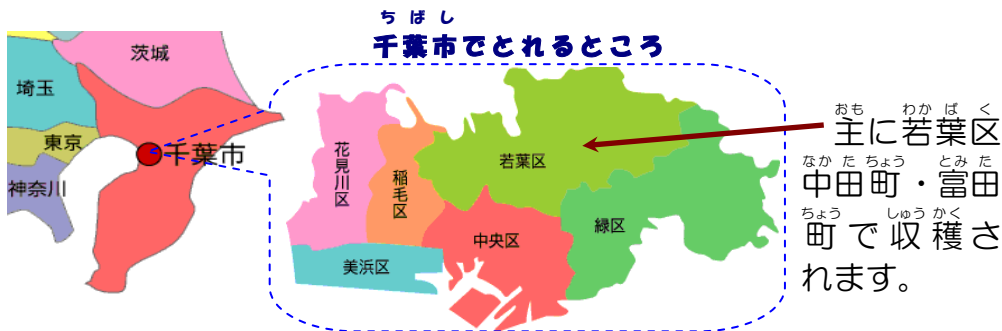 ちばし
千葉市でとれるところ
茨城
埼玉
東京
千葉市
神奈川
花見川区
稲毛区
若葉区
中央区
緑区
美浜区
おも わかばく
主に若葉区
なかたちょう とみた
中田町・富田
ちょう しゅうかく
町で収穫さ
れます。